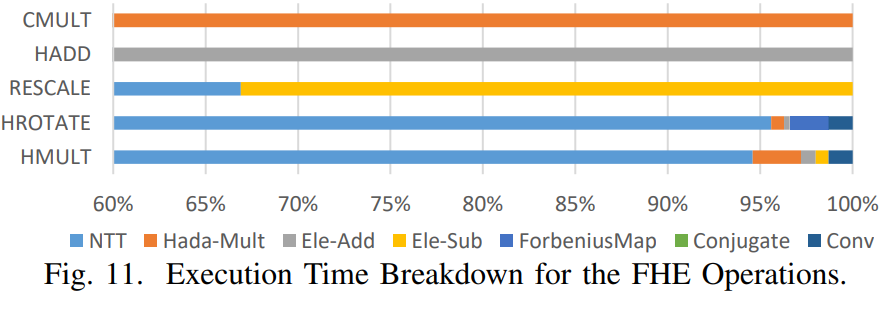 CMULT
HADD
RESCALE
HROTATE
HMULT
60% 65% 70% 75% 80% 85% 90% 95% 100%
NTT Hada-Mult Ele-Add Ele-Sub ForbeniusMap Conjugate Conv
Fig. 11. Execution Time Breakdown for the FHE Operations.